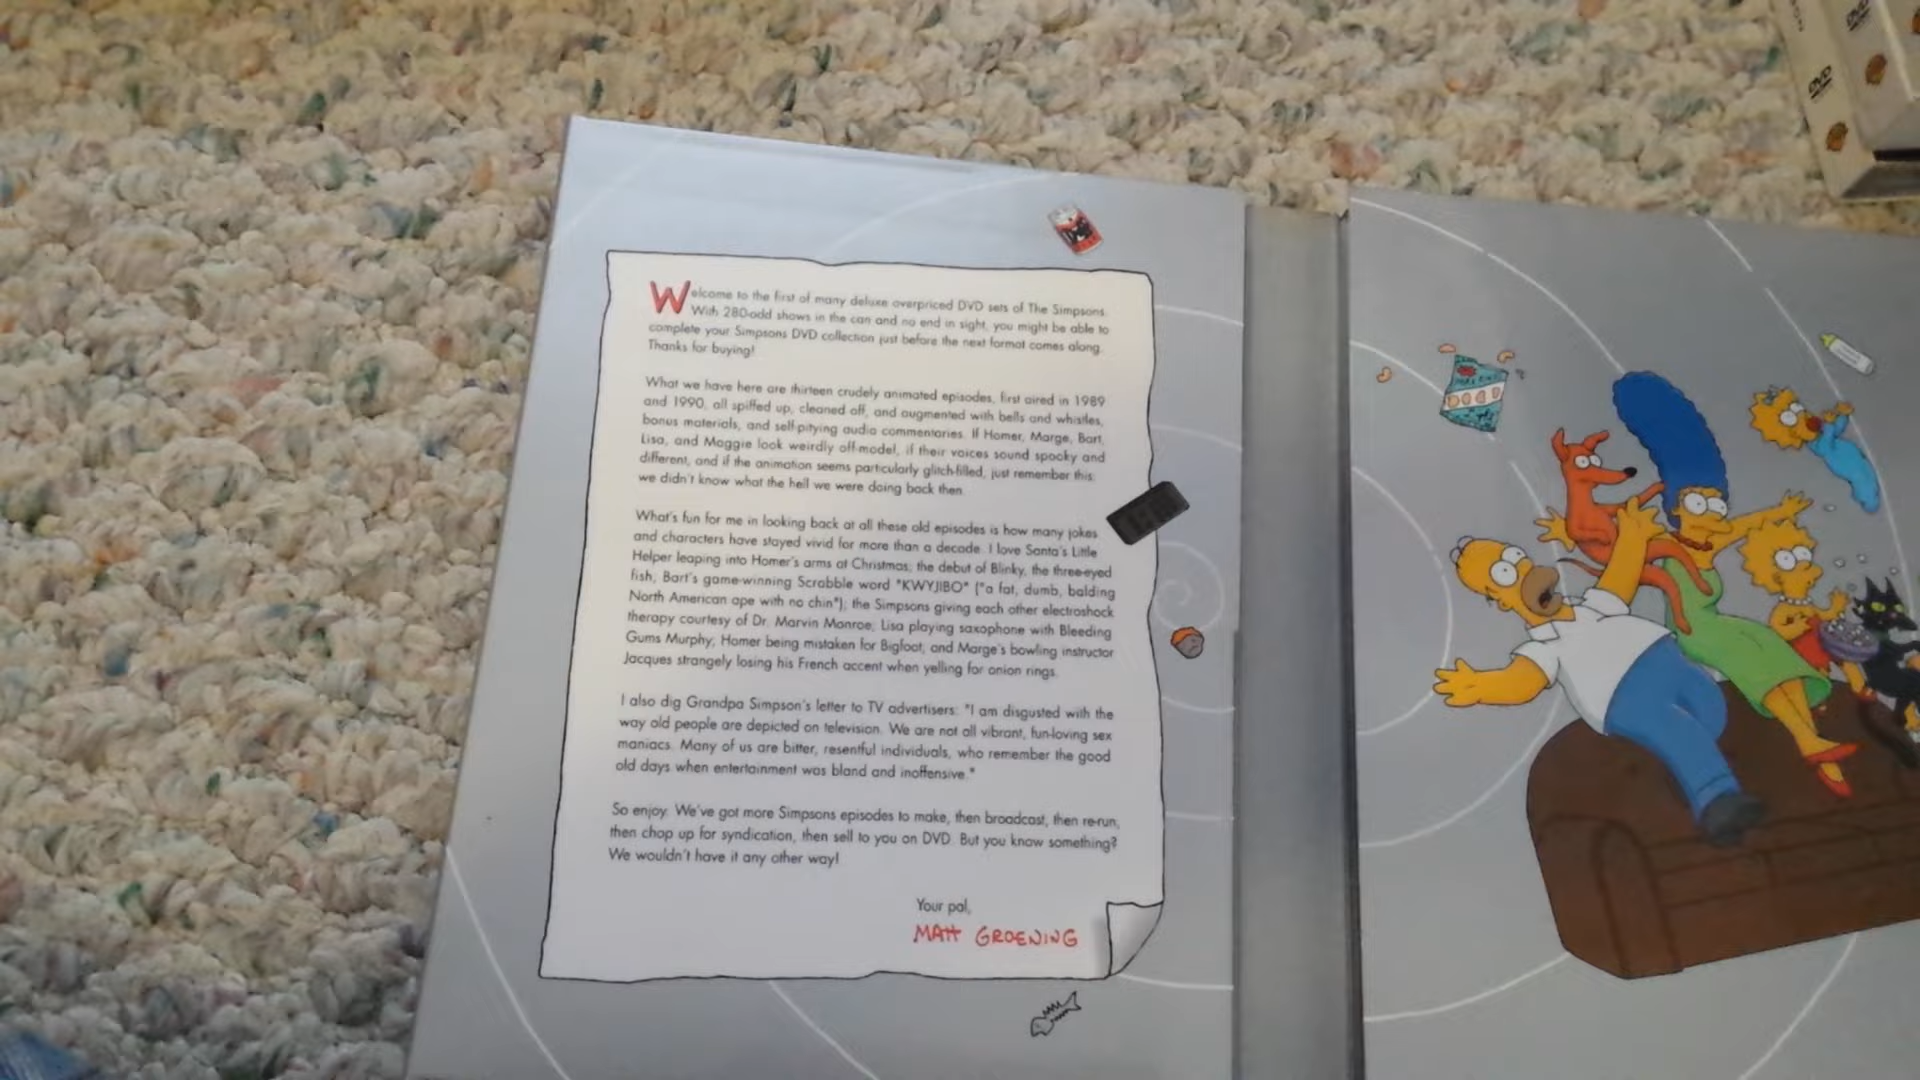 Welcome to the first of many deluxe overpriced DVD sets of The Simpsons.
With 280-odd shows in the can and no end in sight, you might be able to
complete your Simpsons DVD collection just before the next format comes along.
Thanks for buying!
What we have here are thirteen crudely animated episodes, first aired in 1989
and 1990, all spiffed up, cleaned off, and augmented with bells and whistles,
bonus materials, and self-pitying audio commentaries. If Homer, Marge, Bart,
Lisa, and Maggie look weirdly off-model, if their voices sound spooky and
different, and if the animation seems particularly glitch-filled, just remember this:
we didn't know what the hell we were doing back then.
What's fun for me in looking back at all these old episodes is how many jokes
and characters have stayed vivid for more than a decade. I love Santa's Little
Helper leaping into Homer's arms at Christmas; the debut of Blinky, the three-eyed
fish; Bart's game-winning Scrabble word "KWYJIBO" ("a fat, dumb, balding
North American ape with no chin"); the Simpsons giving each other electroshock
therapy courtesy of Dr. Marvin Monroe; Lisa playing saxophone with Bleeding
Gums Murphy; Homer being mistaken for Bigfoot; and Marge's bowling instructor
Jacques strangely losing his French accent when yelling for onion rings.
I also dig Grandpa Simpson's letter to TV advertisers: "I am disgusted with the
way old people are depicted on television. We are not all vibrant, fun-loving sex
maniacs. Many of us are bitter, resentful individuals, who remember the good
old days when entertainment was bland and inoffensive."
So enjoy. We've got more Simpsons episodes to make, then broadcast, then re-run,
then chop up for syndication, then sell to you on DVD. But you know something?
We wouldn't have it any other way!
Your pal,
MATT GROENING
DVD
DVD